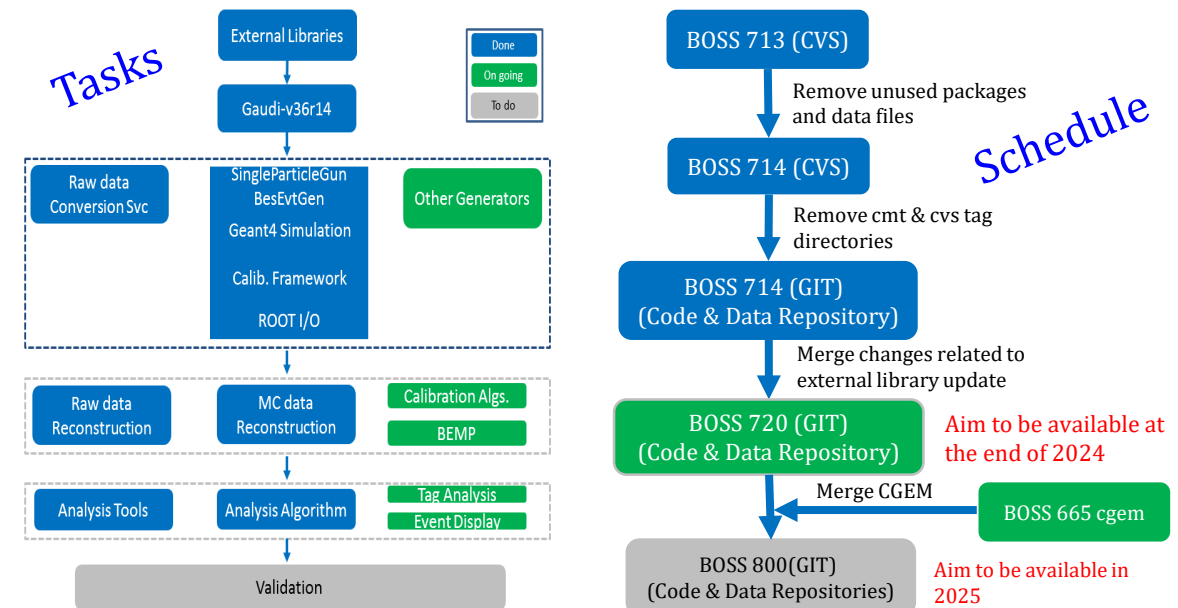 Tasks
External Libraries
Done
On going
To do
Gaudi-v36r14
Raw data
Conversion Svc
SingleParticleGun
BesEvtGen
Geant4 Simulation
Calib. Framework
ROOT I/O
Other Generators
Raw data
Reconstruction
MC data
Reconstruction
Calibration Algs.
BEMP
Analysis Tools
Analysis Algorithm
Tag Analysis
Event Display
Validation
Schedule
BOSS 713 (CVS)
Remove unused packages
and data files
BOSS 714 (CVS)
Remove cmt & cvs tag
directories
BOSS 714 (GIT)
(Code & Data Repository)
Merge changes related to
external library update
BOSS 720 (GIT)
(Code & Data Repository)
Aim to be available at
the end of 2024
Merge CGEM
BOSS 665 cgem
BOSS 800(GIT)
(Code & Data Repositories)
Aim to be available in
2025